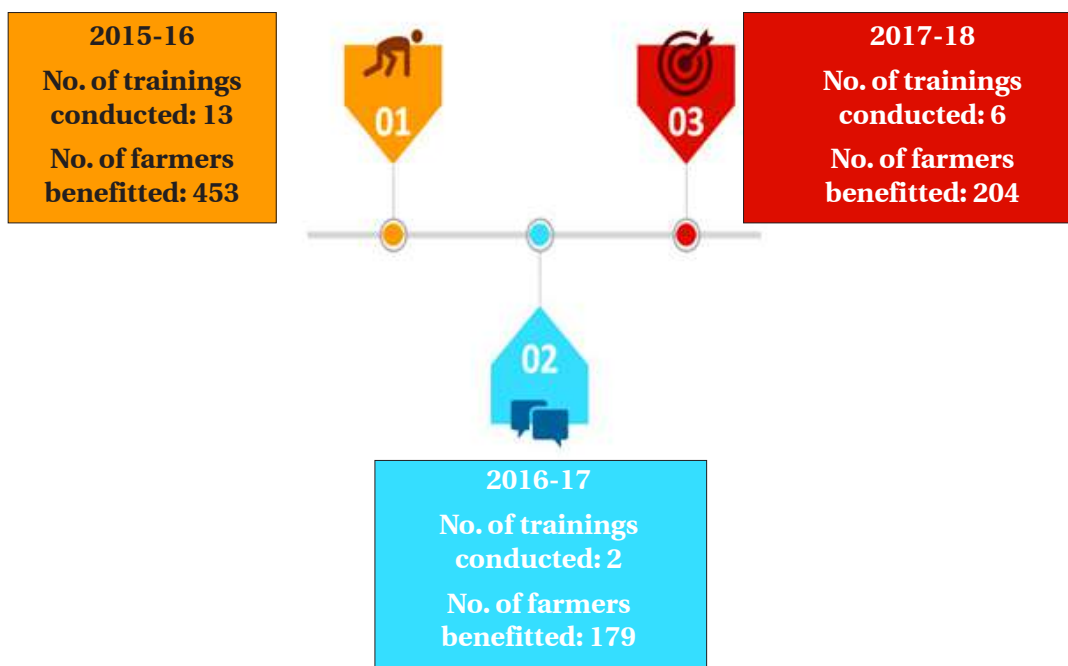 2015-16
No. of trainings
conducted: 13
No. of farmers
benefitted: 453
01
03
2017-18
No. of trainings
conducted: 6
No. of farmers
benefitted: 204
02
2016-17
No. of trainings
conducted: 2
No. of farmers
benefitted: 179